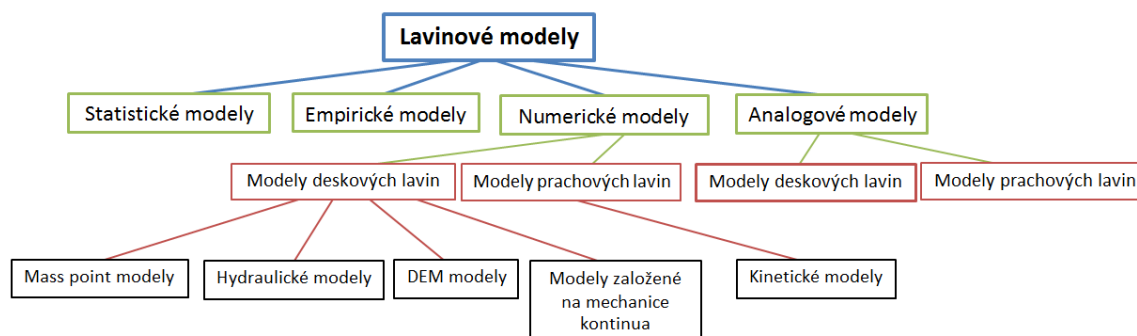 Lavinové modely
Statistické modely
Empirické modely
Numerické modely
Analogové modely
Modely deskových lavin
Modely prachových lavin
Modely deskových lavin
Modely prachových lavin
Mass point modely
Hydraulické modely
DEM modely
Modely založené
na mechanice
kontinua
Kinetické modely